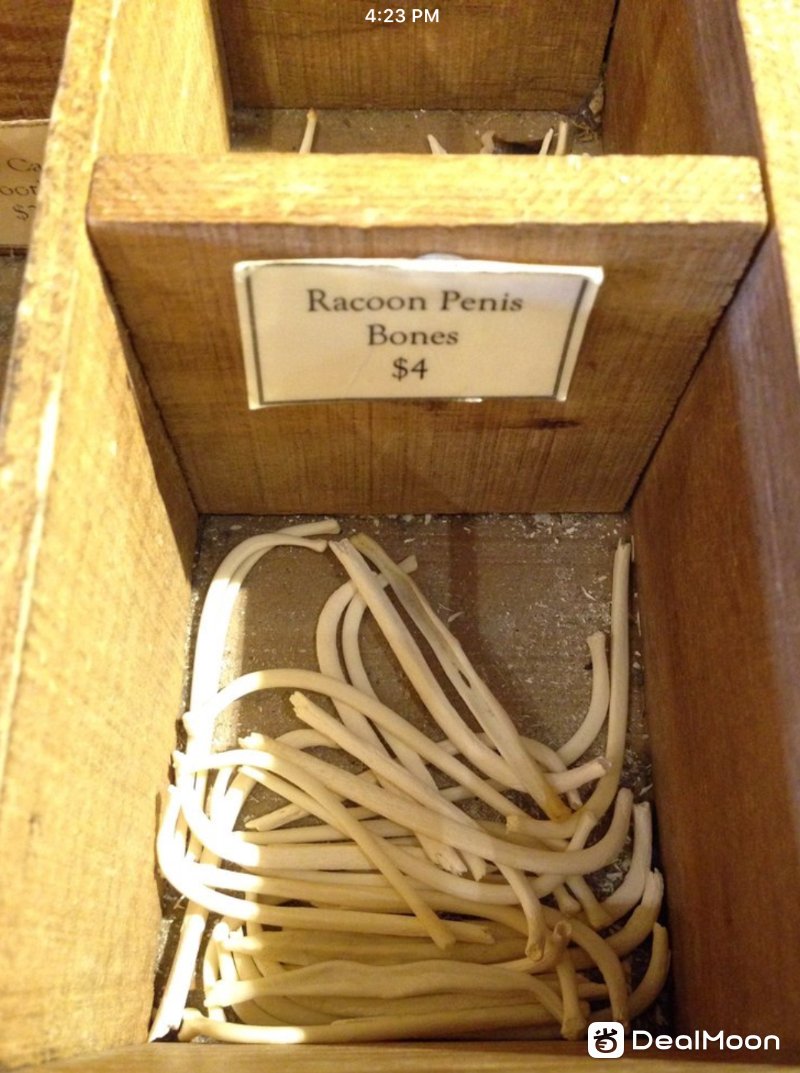 4:23 PM
Racoon Penis
Bones
$4
DealMoon